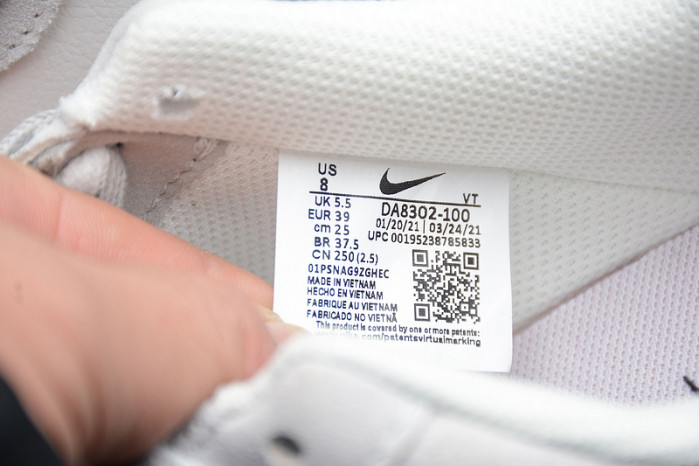 US
8
VT
UK 5.5
EUR 39
cm 25
BR 37.5
CN 250 (2.5)
DA8302-100
01/20/21 | 03/24/21
UPC 00195238785833
01PSNAG9ZGHEC
MADE IN VIETNAM
HECHO EN VIETNAM
FABRIQUE AU VIETNAM
FABRICADO NO VIETNÃ
This product is covered by one or more patents:
.com/patentsvirtualmarking